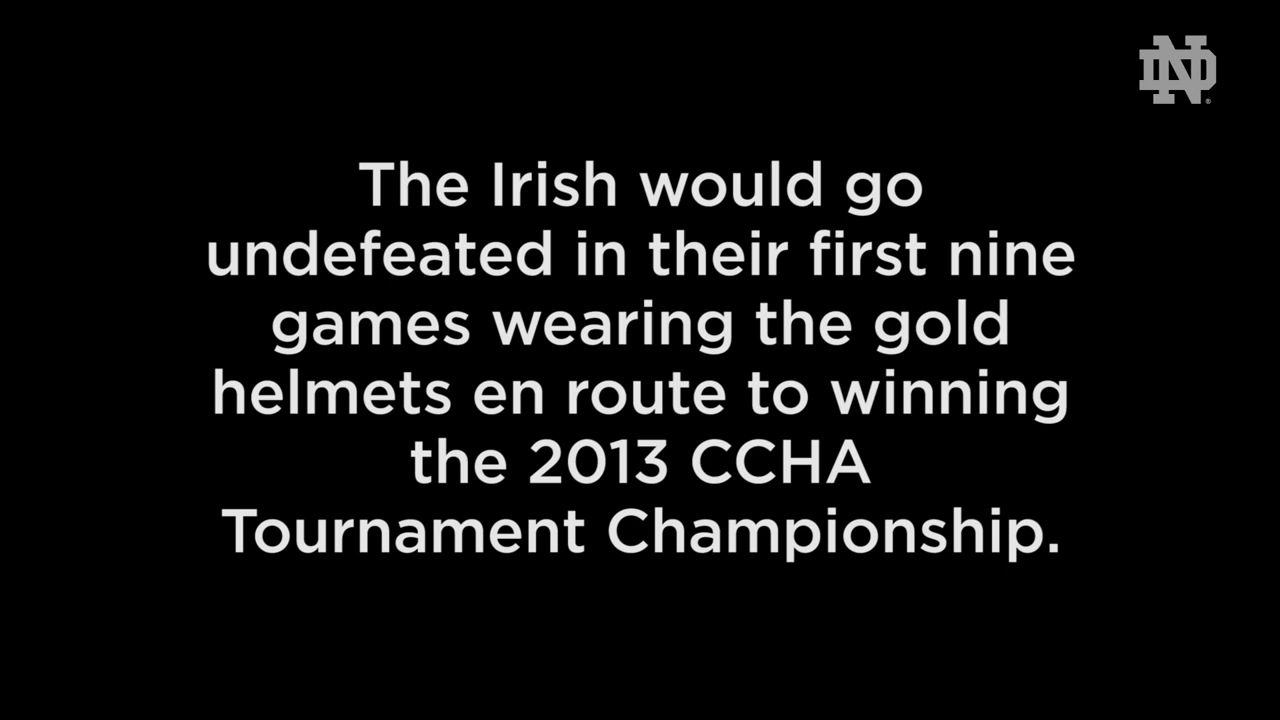 ND
The Irish would go
undefeated in their first nine
games wearing the gold
helmets en route to winning
the 2013 CCHA
Tournament Championship.